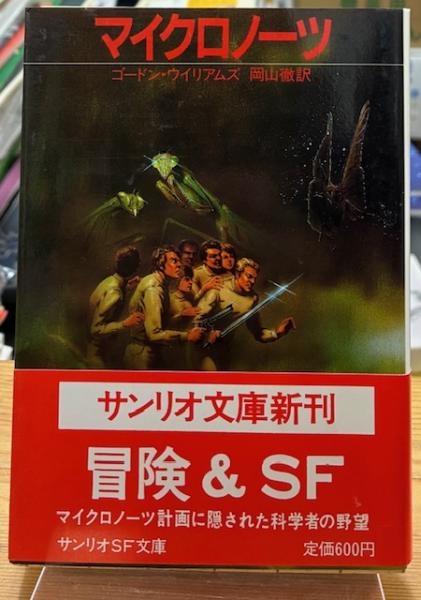 マイクロノーツ
ゴードン・ウイリアムズ 岡山徹訳
サンリオ文庫新刊
冒険&SF
マイクロノーツ計画に隠された科学者の野望
サンリオSF文庫
定価600円